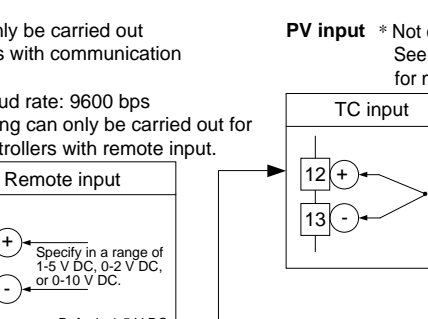 only be carried out
s with communication
ud rate: 9600 bps
ng can only be carried out for
trollers with remote input.
Remote input
+
Specify in a range of
1-5 V DC, 0-2 V DC,
or 0-10 V DC.
-
PV input * Not
See
for
TC input
12 +
13 -